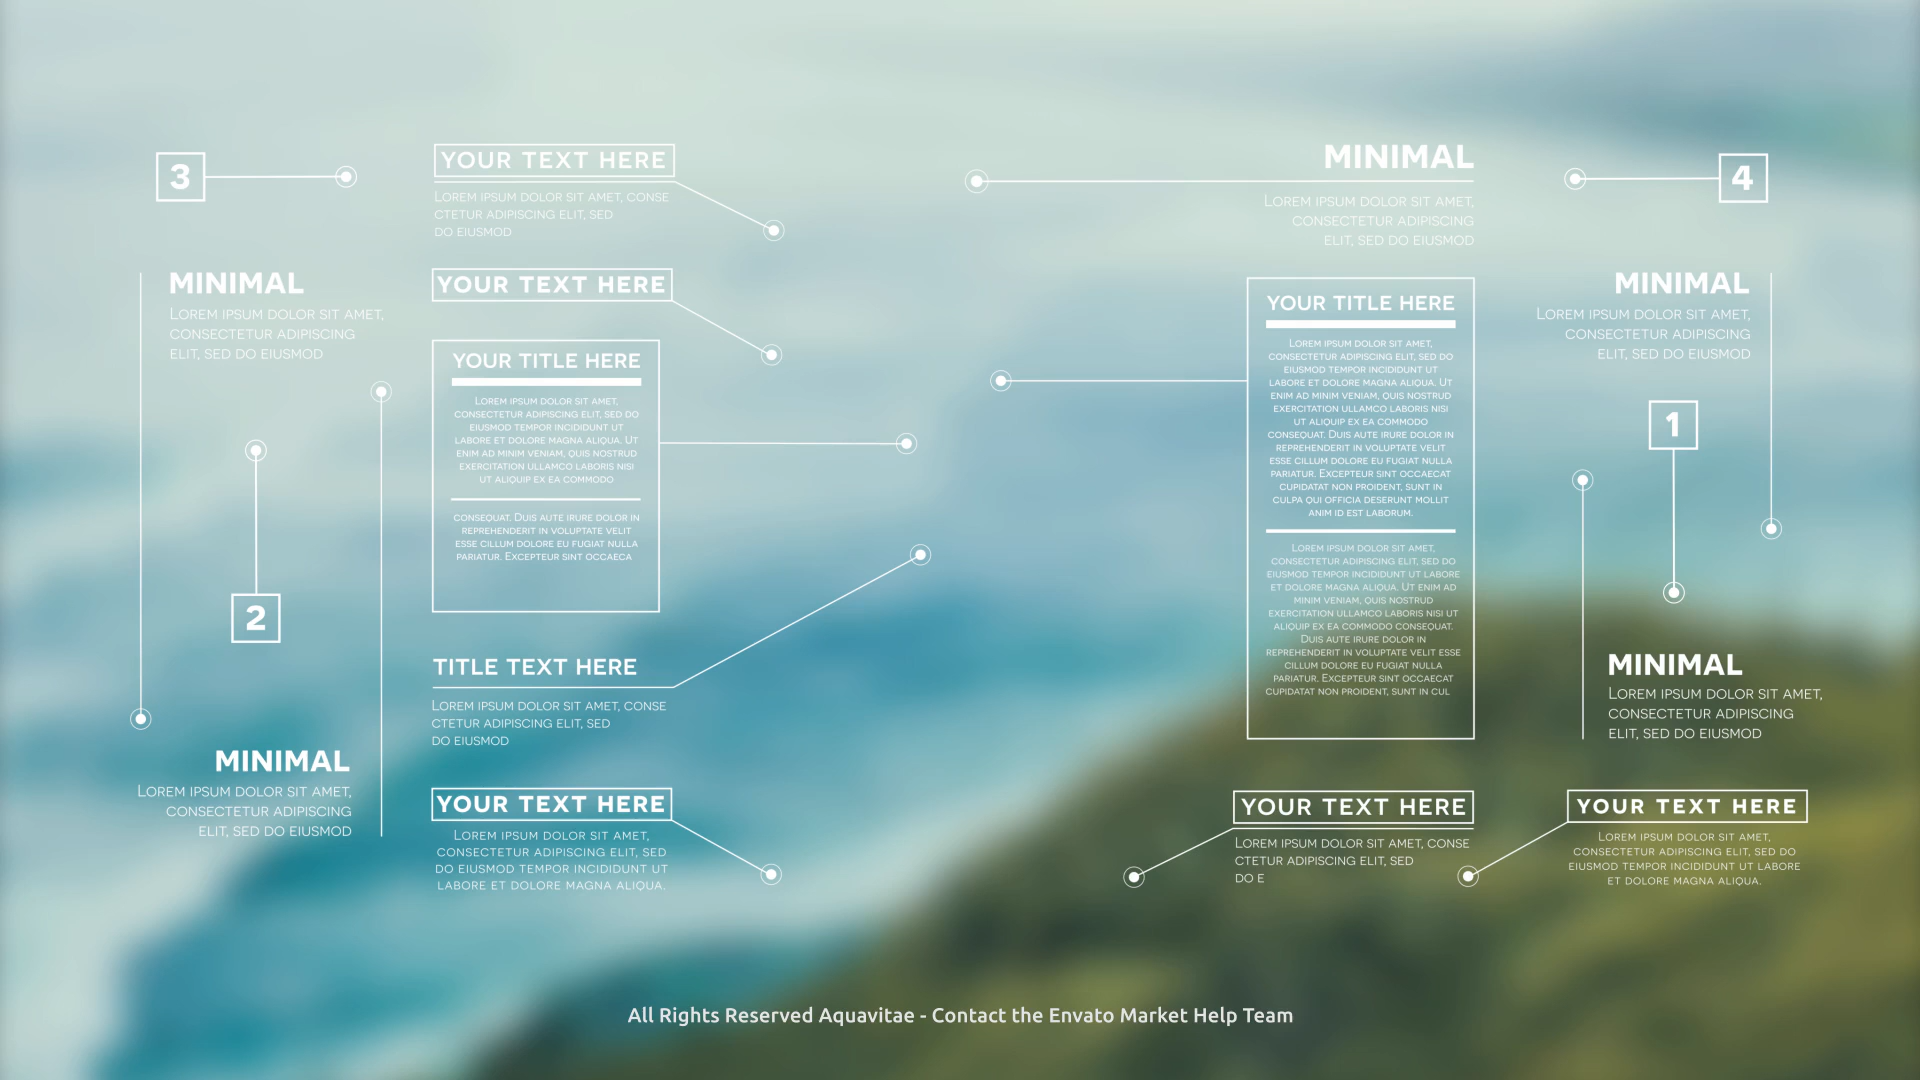 3
YOUR TEXT HERE
LOREM IPSUM DOLOR SIT AMET, CONSE
CTETUR ADIPISCING ELIT, SED
DO EIUSMOD
MINIMAL
LOREM IPSUM DOLOR SIT AMET,
CONSECTETUR ADIPISCING
ELIT, SED DO EIUSMOD
4
MINIMAL
LOREM IPSUM DOLOR SIT AMET,
CONSECTETUR ADIPISCING
ELIT, SED DO EIUSMOD
YOUR TEXT HERE
YOUR TITLE HERE
LOREM IPSUM DOLOR SIT AMET,
CONSECTETUR ADIPISCING ELIT, SED DO
EIUSMOD TEMPOR INCIDIDUNT UT
LABORE ET DOLORE MAGNA ALIQUA. UT
ENIM AD MINIM VENIAM, QUIS NOSTRUD
EXERCITATION ULLAMCO LABORIS NISI
UT ALIQUIP EX EA COMMODO
CONSEQUAT. DUIS AUTE IRURE DOLOR IN
REPREHENDERIT IN VOLUPTATE VELIT
ESSE CILLUM DOLORE EU FUGIAT NULLA
PARIATUR. EXCEPTEUR SINT OCCAECA
YOUR TITLE HERE
LOREM IPSUM DOLOR SIT AMET,
CONSECTETUR ADIPISCING ELIT, SED DO
EIUSMOD TEMPOR INCIDIDUNT UT
LABORE ET DOLORE MAGNA ALIQUA. UT
ENIM AD MINIM VENIAM, QUIS NOSTRUD
EXERCITATION ULLAMCO LABORIS NISI
UT ALIQUIP EX EA COMMODO
CONSEQUAT. DUIS AUTE IRURE DOLOR IN
REPREHENDERIT IN VOLUPTATE VELIT
ESSE CILLUM DOLORE EU FUGIAT NULLA
PARIATUR. EXCEPTEUR SINT OCCAECAT
CUPIDATAT NON PROIDENT, SUNT IN
CULPA QUI OFFICIA DESERUNT MOLLIT
ANIM ID EST LABORUM.
LOREM IPSUM DOLOR SIT AMET,
CONSECTETUR ADIPISCING ELIT, SED DO
EIUSMOD TEMPOR INCIDIDUNT UT LABORE
ET DOLORE MAGNA ALIQUA. UT ENIM AD
MINIM VENIAM, QUIS NOSTRUD
EXERCITATION ULLAMCO LABORIS NISI UT
ALIQUIP EX EA COMMODO CONSEQUAT.
DUIS AUTE IRURE DOLOR IN
REPREHENDERIT IN VOLUPTATE VELIT ESSE
CILLUM DOLORE EU FUGIAT NULLA
PARIATUR. EXCEPTEUR SINT OCCAECAT
CUPIDATAT NON PROIDENT, SUNT IN CUL
MINIMAL
LOREM IPSUM DOLOR SIT AMET,
CONSECTETUR ADIPISCING
ELIT, SED DO EIUSMOD
1
2
TITLE TEXT HERE
LOREM IPSUM DOLOR SIT AMET, CONSE
CTETUR ADIPISCING ELIT, SED
DO EIUSMOD
MINIMAL
LOREM IPSUM DOLOR SIT AMET,
CONSECTETUR ADIPISCING
ELIT, SED DO EIUSMOD
MINIMAL
LOREM IPSUM DOLOR SIT AMET,
CONSECTETUR ADIPISCING
ELIT, SED DO EIUSMOD
YOUR TEXT HERE
LOREM IPSUM DOLOR SIT AMET,
CONSECTETUR ADIPISCING ELIT, SED
DO EIUSMOD TEMPOR INCIDIDUNT UT
LABORE ET DOLORE MAGNA ALIQUA.
YOUR TEXT HERE
LOREM IPSUM DOLOR SIT AMET, CONSE
CTETUR ADIPISCING ELIT, SED
DO E
YOUR TEXT HERE
LOREM IPSUM DOLOR SIT AMET,
CONSECTETUR ADIPISCING ELIT, SED DO
EIUSMOD TEMPOR INCIDIDUNT UT LABORE
ET DOLORE MAGNA ALIQUA.
All Rights Reserved Aquavitae - Contact the Envato Market Help Team